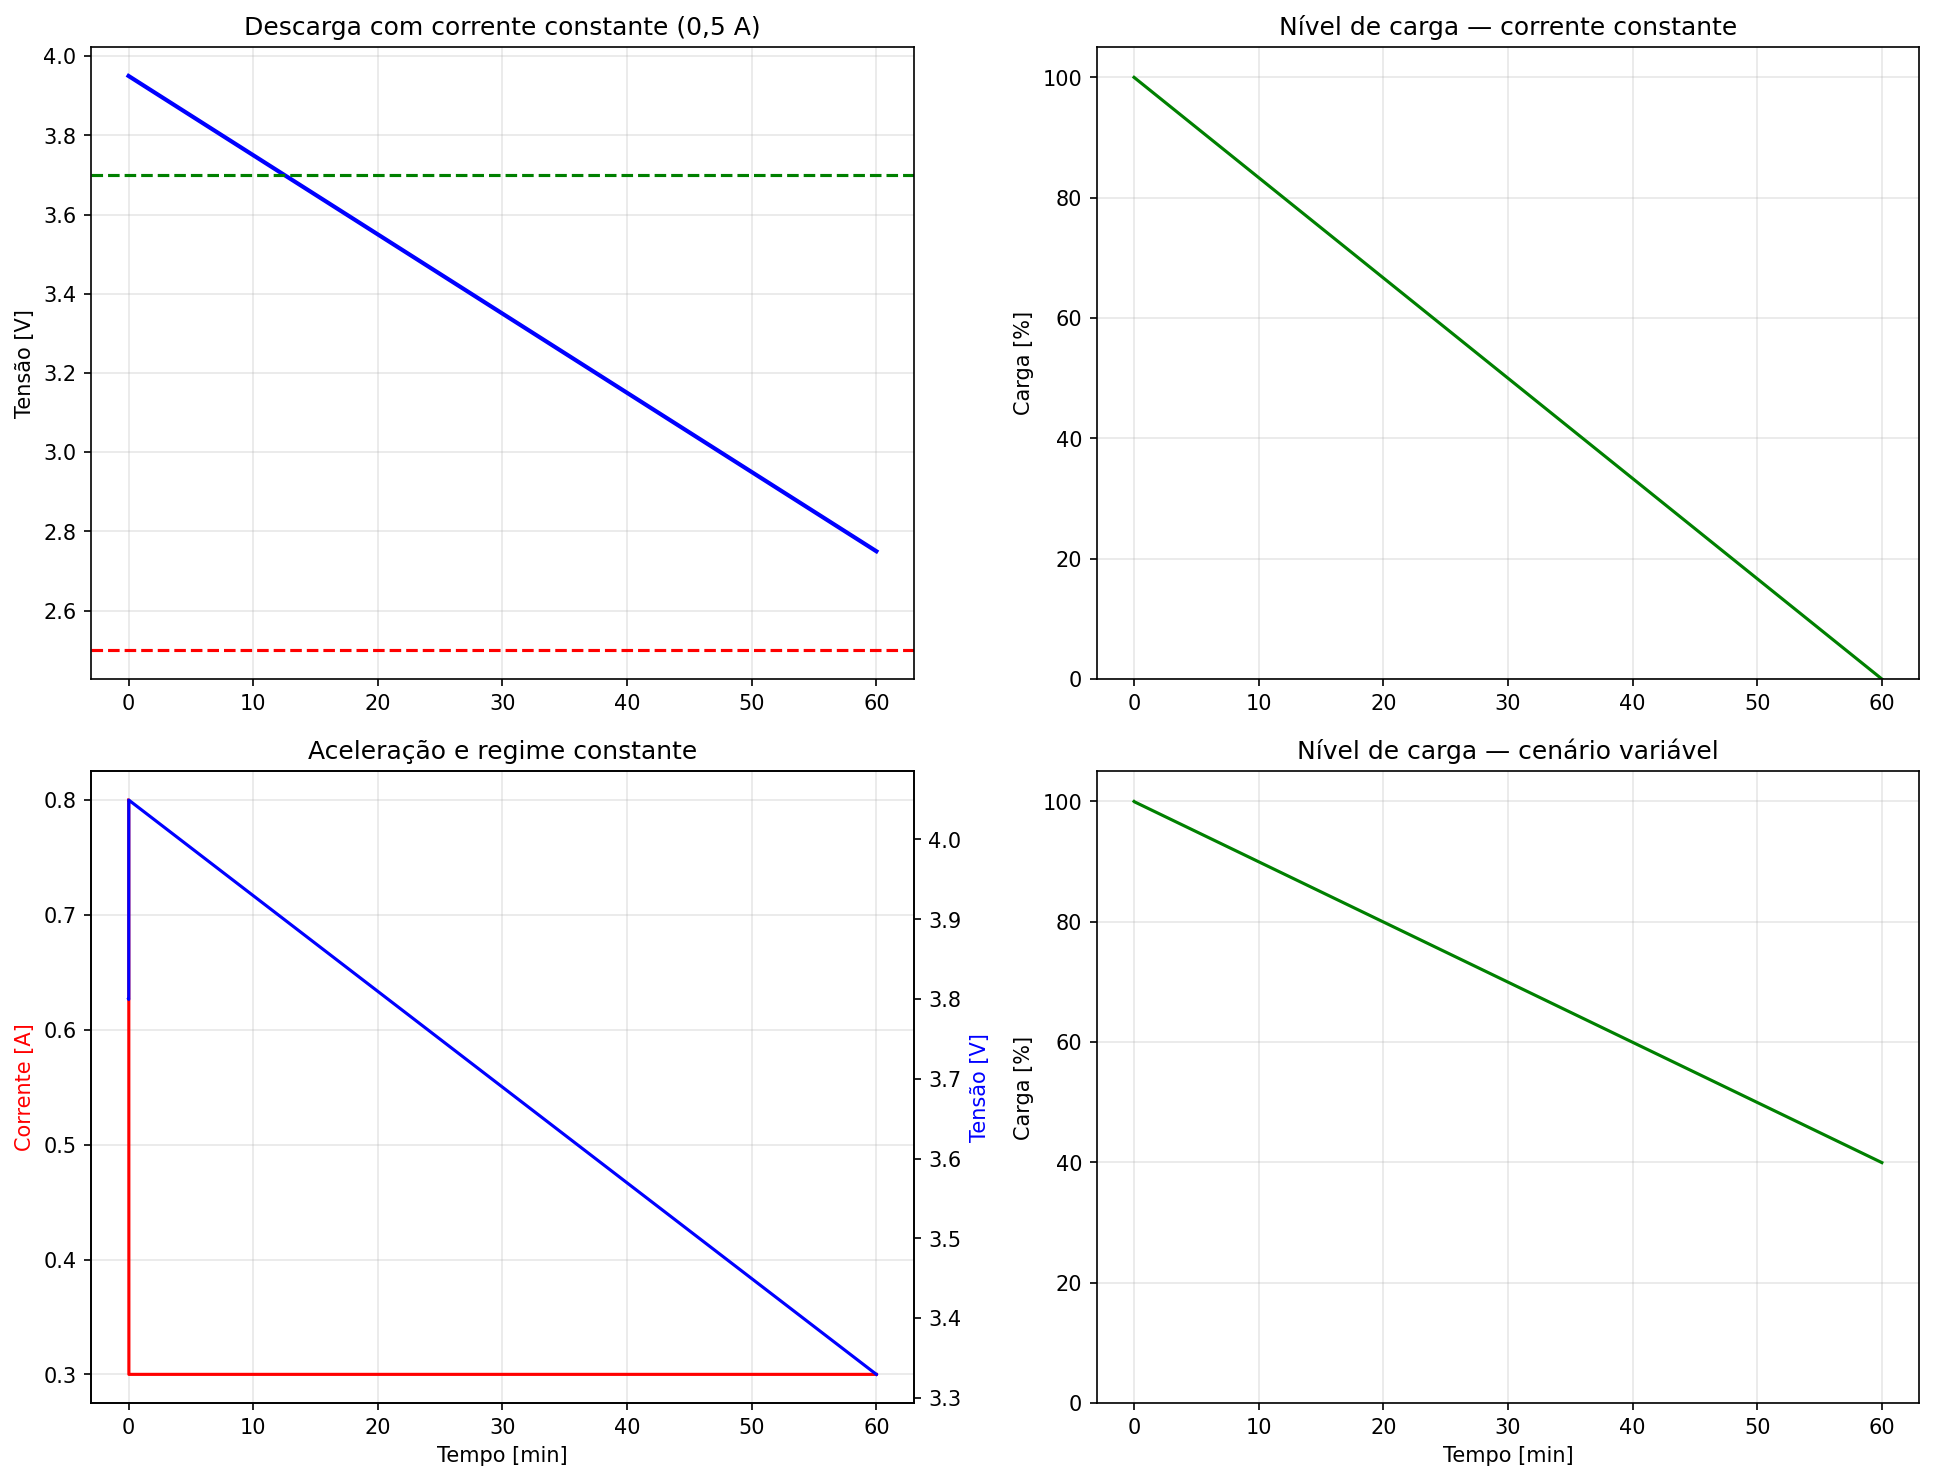 Descarga com corrente constante (0,5 A)
Tensão [V]
4.0
3.8
3.6
3.4
3.2
3.0
2.8
2.6
0 10 20 30 40 50 60
Nível de carga — corrente constante
Carga [%]
100
80
60
40
20
0
0 10 20 30 40 50 60
Aceleração e regime constante
Corrente [A]
0.8
0.7
0.6
0.5
0.4
0.3
4.0
3.9
3.8
3.7
3.6
3.5
3.4
3.3
Tensão [V]
0 10 20 30 40 50 60
Tempo [min]
Nível de carga — cenário variável
Carga [%]
100
80
60
40
20
0
0 10 20 30 40 50 60
Tempo [min]